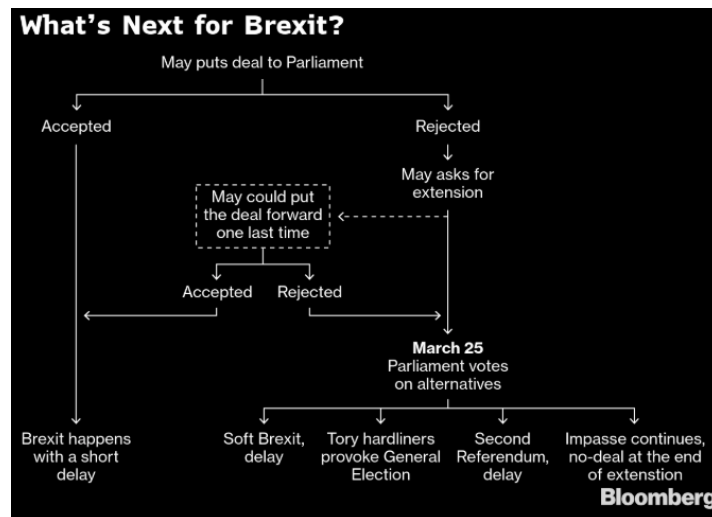 What's Next for Brexit?
May puts deal to Parliament
Accepted
Rejected
May asks for
extension
May could put
the deal forward
one last time
Accepted
Rejected
March 25
Parliament votes
on alternatives
Brexit happens
with a short
delay
Soft Brexit,
delay
Tory hardliners
provoke General
Election
Second
Referendum,
delay
Impasse continues,
no-deal at the end
of extenstion
Bloomberg